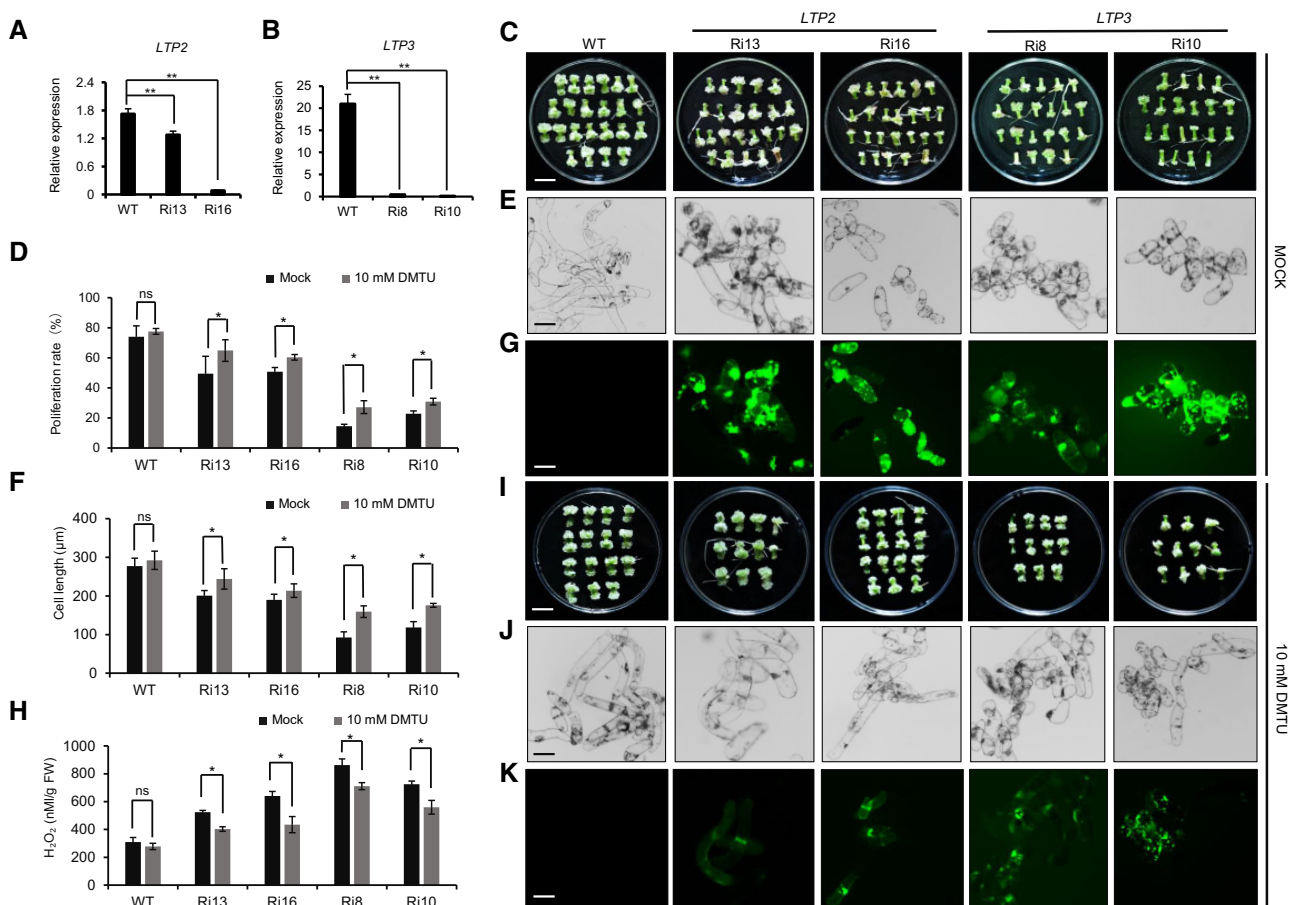 A
LTP2
Relative expression
2.4
1.8
1.2
0.6
0
**
**
WT Ri13 Ri16
B
LTP3
Relative expression
25
20
15
10
5
0
**
**
WT Ri8 Ri10
C
LTP2 LTP3
WT Ri13 Ri16 Ri8 Ri10
D
Mock 10 mM DMTU
Poliferation rate (%)
100
80
60
40
20
0
ns * * * *
WT Ri13 Ri16 Ri8 Ri10
E
MOCK
F
Mock 10 mM DMTU
Cell length (μm)
400
300
200
100
0
ns * * * *
WT Ri13 Ri16 Ri8 Ri10
G
H
Mock 10 mM DMTU
H₂O₂ (nMl/g FW)
1000
800
600
400
200
0
ns * * * *
WT Ri13 Ri16 Ri8 Ri10
I
J
10 mM DMTU
K